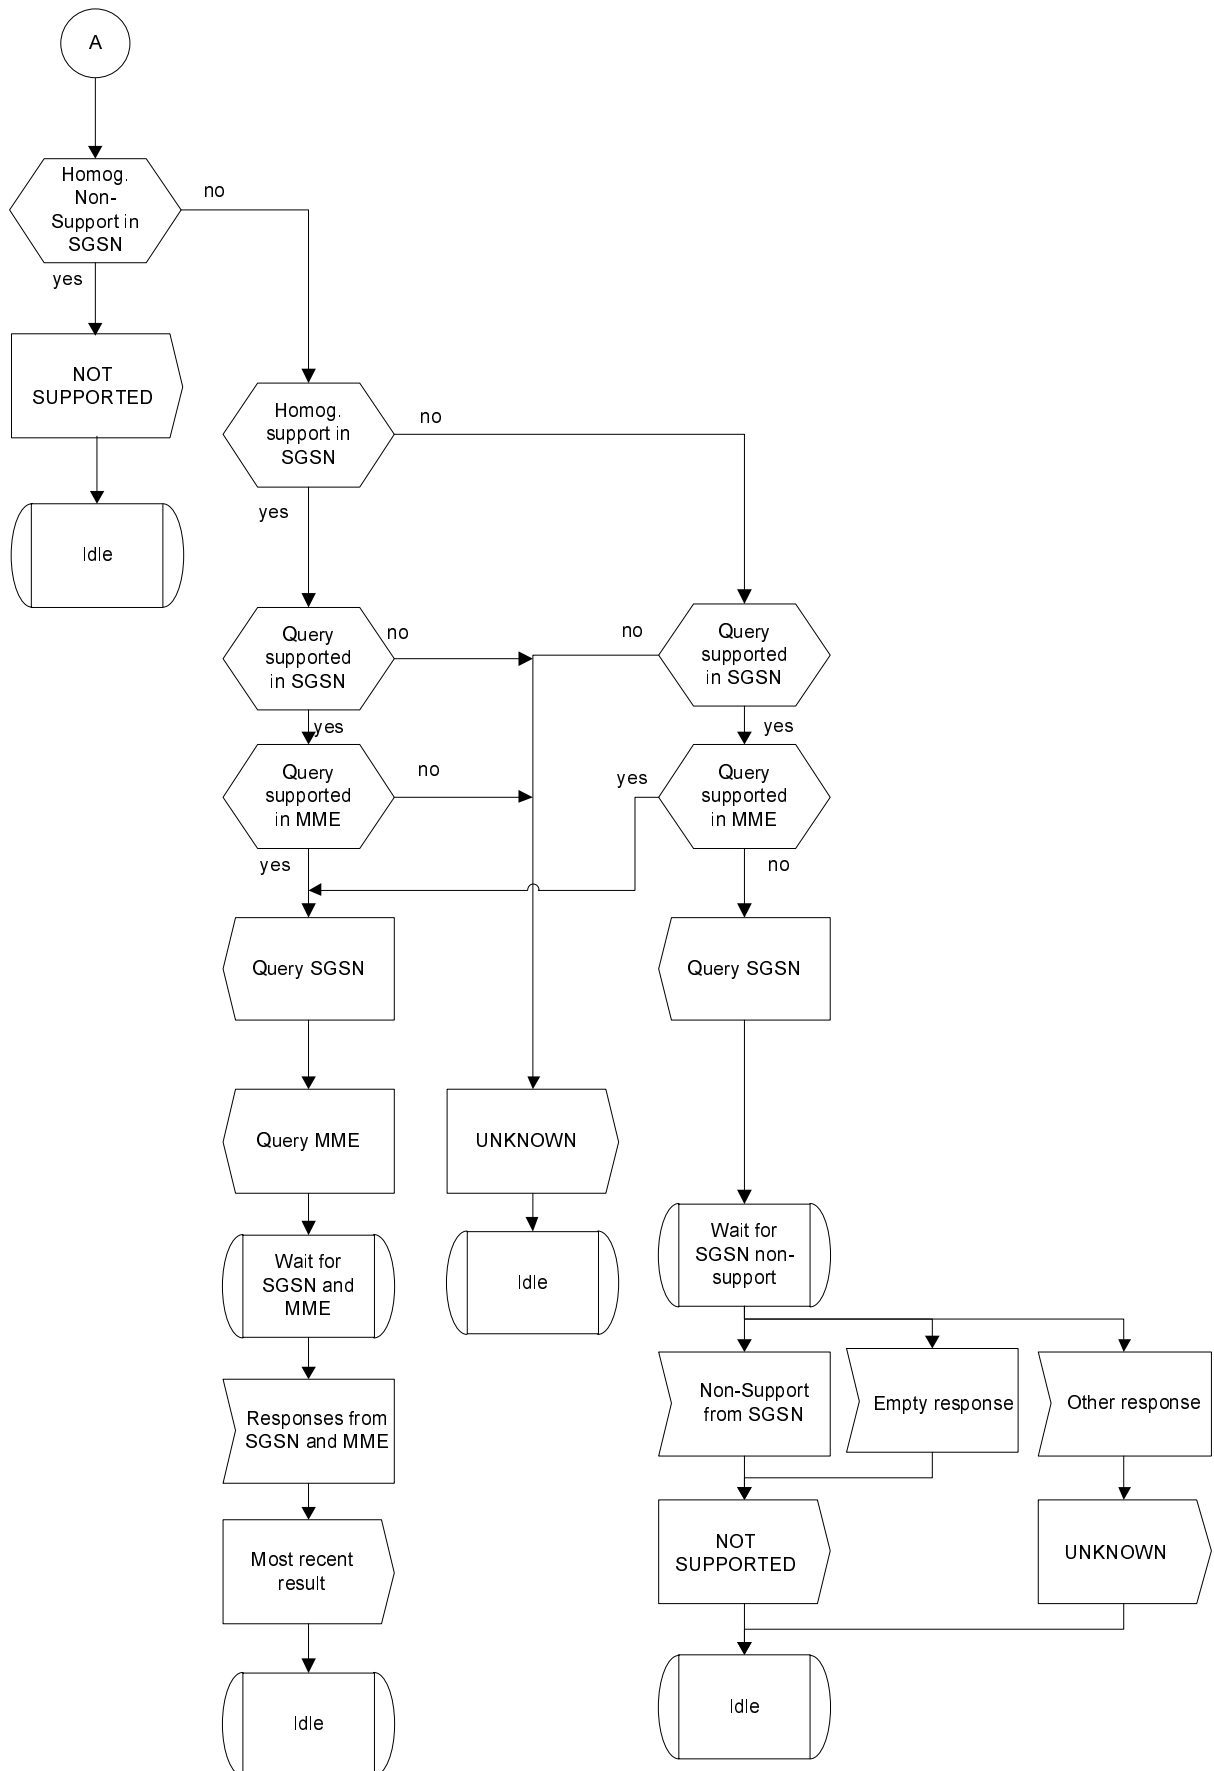 A
Homog.
Non-
Support in
SGSN
no
yes
NOT
SUPPORTED
Idle
Homog.
support in
SGSN
no
yes
Query
supported
in SGSN
no
yes
no
Query
supported
in SGSN
yes
Query
supported
in MME
no
yes
yes
Query
supported
in MME
no
Query SGSN
Query SGSN
Query MME
UNKNOWN
Wait for
SGSN and
MME
Idle
Wait for
SGSN non-
support
Responses from
SGSN and MME
Non-Support
from SGSN
Empty response
Other response
Most recent
result
NOT
SUPPORTED
UNKNOWN
Idle
Idle